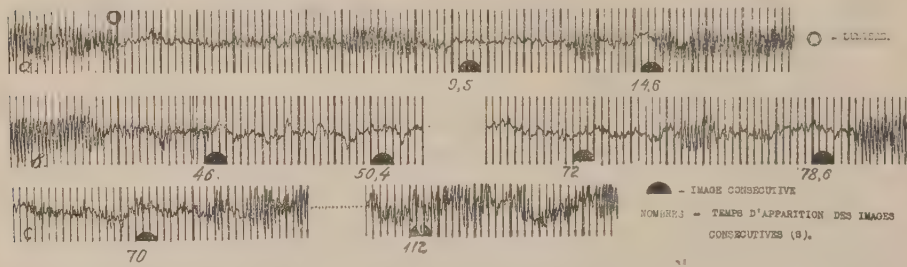 a.
= LUMIÈRE.
9,5 14,6
b.
46. 50,4 72 78,6
- IMAGE CONSECUTIVE
NOMBRES - TEMPS D'APPARITION DES IMAGES
CONSECUTIVES (S).
c
70 112